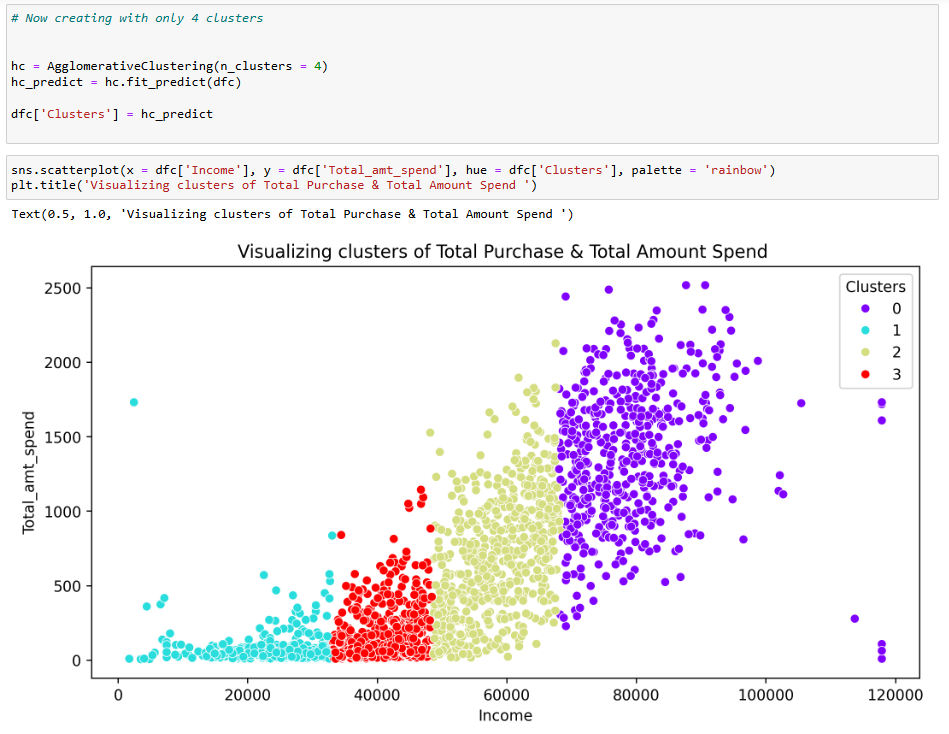 # Now creating with only 4 clusters
hc = AgglomerativeClustering(n_clusters = 4)
hc_predict = hc.fit_predict(dfc)
dfc['Clusters'] = hc_predict
sns.scatterplot(x = dfc['Income'], y = dfc['Total_amt_spend'], hue = dfc['Clusters'], palette = 'rainbow')
plt.title('Visualizing clusters of Total Purchase & Total Amount Spend ')
Text(0.5, 1.0, 'Visualizing clusters of Total Purchase & Total Amount Spend ')
Visualizing clusters of Total Purchase & Total Amount Spend
Clusters
0
1
2
3
2500
2000
1500
1000
500
0
Total_amt_spend
0 20000 40000 60000 80000 100000 120000
Income